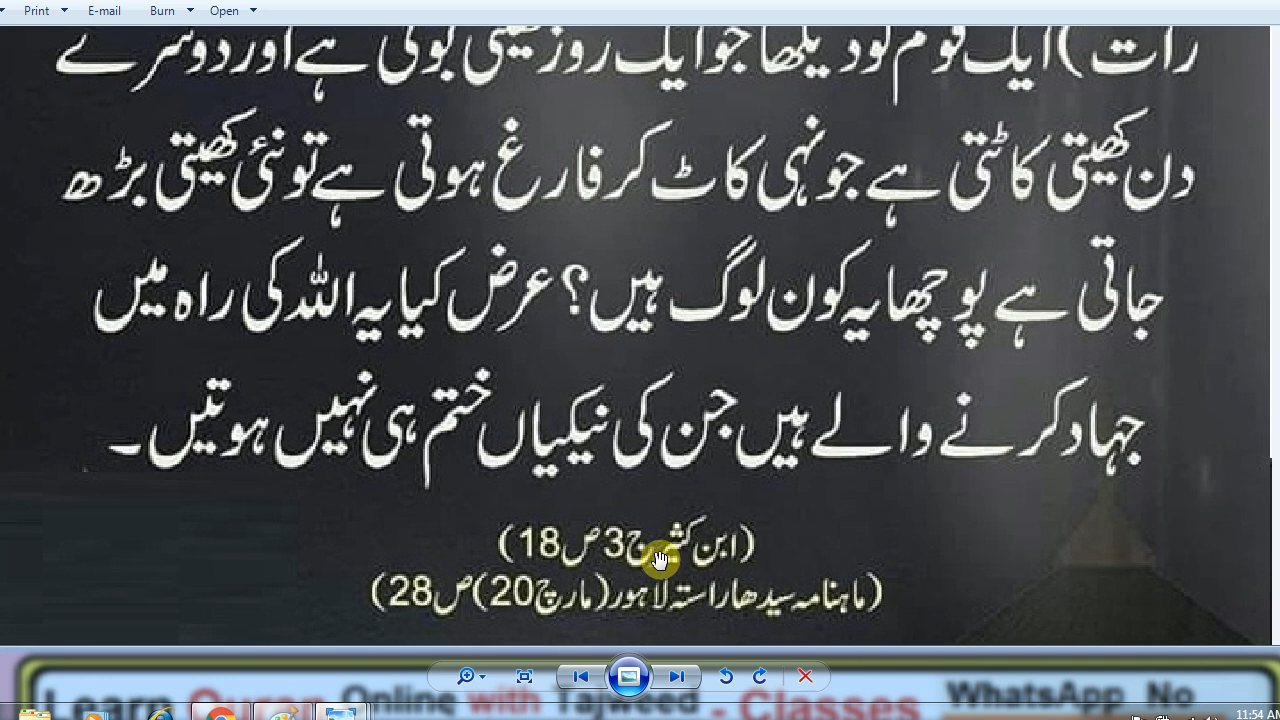 Print E-mail Burn Open
رات) ایک قوم کو دیکھا جو ایک روز کھیتی بوتی ہے اور دوسرے
دن کھیتی کاٹتی ہے جونہی کاٹ کر فارغ ہوتی ہے تو نئی کھیتی بڑھ
جاتی ہے پوچھا یہ کون لوگ ہیں؟ عرض کیا یہ اللہ کی راہ میں
جہاد کرنے والے ہیں جن کی نیکیاں ختم ہی نہیں ہوتیں۔
(ابن کثیر ج3 ص18)
(ماہنامہ سیدھا راستہ لاہور (مارچ 20) ص28)
Learn Quran Online with Tajweed - Classes WhatsApp No
11:54 AM